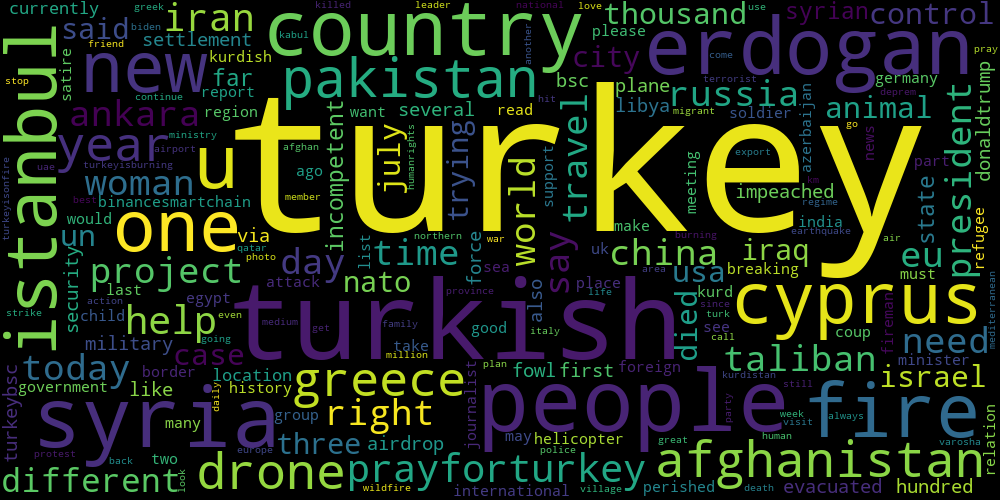 currently
iran
country
greek
killed
leader
national
love
use
syrian
biden
thousand
control
said
settlement
kabul
another
please
erdogan
istanbul
satire
new
friend
kurdish
pakistan
city
come
pray
stop
far
bsc
plane
germany
terrorist
deprem
continue
report
russia
ankara
region
want
several
read
hit
libya
animal
ministry
year
u
turkey
july
trying
travel
migrant
soldier
azerbaijan
go
news
president
airport
afghan
humanrights
incompetent
support
export
part
donaldtrump
turkeyisburning
woman
ago
world
meeting
impeached
regime
uae
best
binancesmartchain
member
make
india
state
refugee
turkeyisonfire
un
would
one
via
list
northern
war
uk
burning
earthquake
air
eu
qatar
photo
time
force
say
china
iraq
security
project
last
day
sea
place
area
usa
breaking
must
mediterranean
action
egypt
attack
province
life
also
kurd
since
cyprus
strike
child
even
help
medium
get
turkish
good
italy
died
turk
see
call
coup
fireman
need
military
going
case
family
take
million
taliban
minister
today
border
location
greece
plan
fowl
first
foreign
kurdistan
still
israel
turkeybsc
government
like
history
daily
journalist
people
party
week
visit
always
fire
syria
many
group
right
may
helicopter
great
human
varosha
relation
protest
back
two
three
europe
airdrop
police
different
look
drone
prayforturkey
wildfire
international
village
perished
death
afghanistan
evacuated
hundred